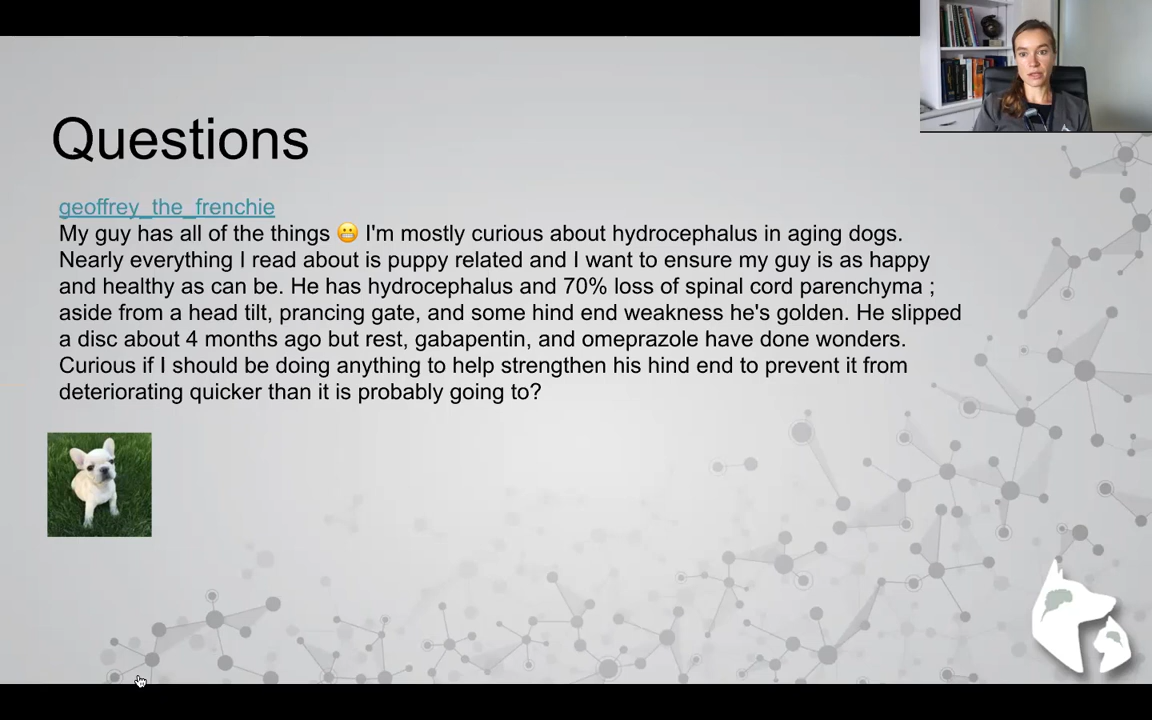 Questions
geoffrey_the_frenchie
My guy has all of the things 😬 I'm mostly curious about hydrocephalus in aging dogs.
Nearly everything I read about is puppy related and I want to ensure my guy is as happy
and healthy as can be. He has hydrocephalus and 70% loss of spinal cord parenchyma ;
aside from a head tilt, prancing gate, and some hind end weakness he's golden. He slipped
a disc about 4 months ago but rest, gabapentin, and omeprazole have done wonders.
Curious if I should be doing anything to help strengthen his hind end to prevent it from
deteriorating quicker than it is probably going to?